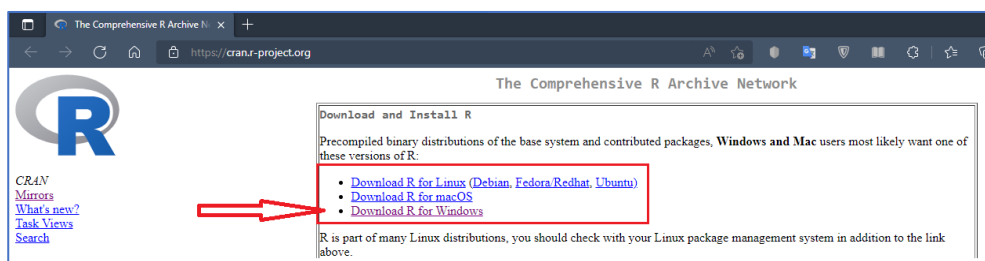 The Comprehensive R Archive N
https://cran.r-project.org
The Comprehensive R Archive Network
R
Download and Install R
Precompiled binary distributions of the base system and contributed packages, Windows and Mac users most likely want one of
these versions of R:
CRAN
Mirrors
What's new?
Task Views
Search
• Download R for Linux (Debian, Fedora/Redhat, Ubuntu)
• Download R for macOS
• Download R for Windows
R is part of many Linux distributions, you should check with your Linux package management system in addition to the link
above.